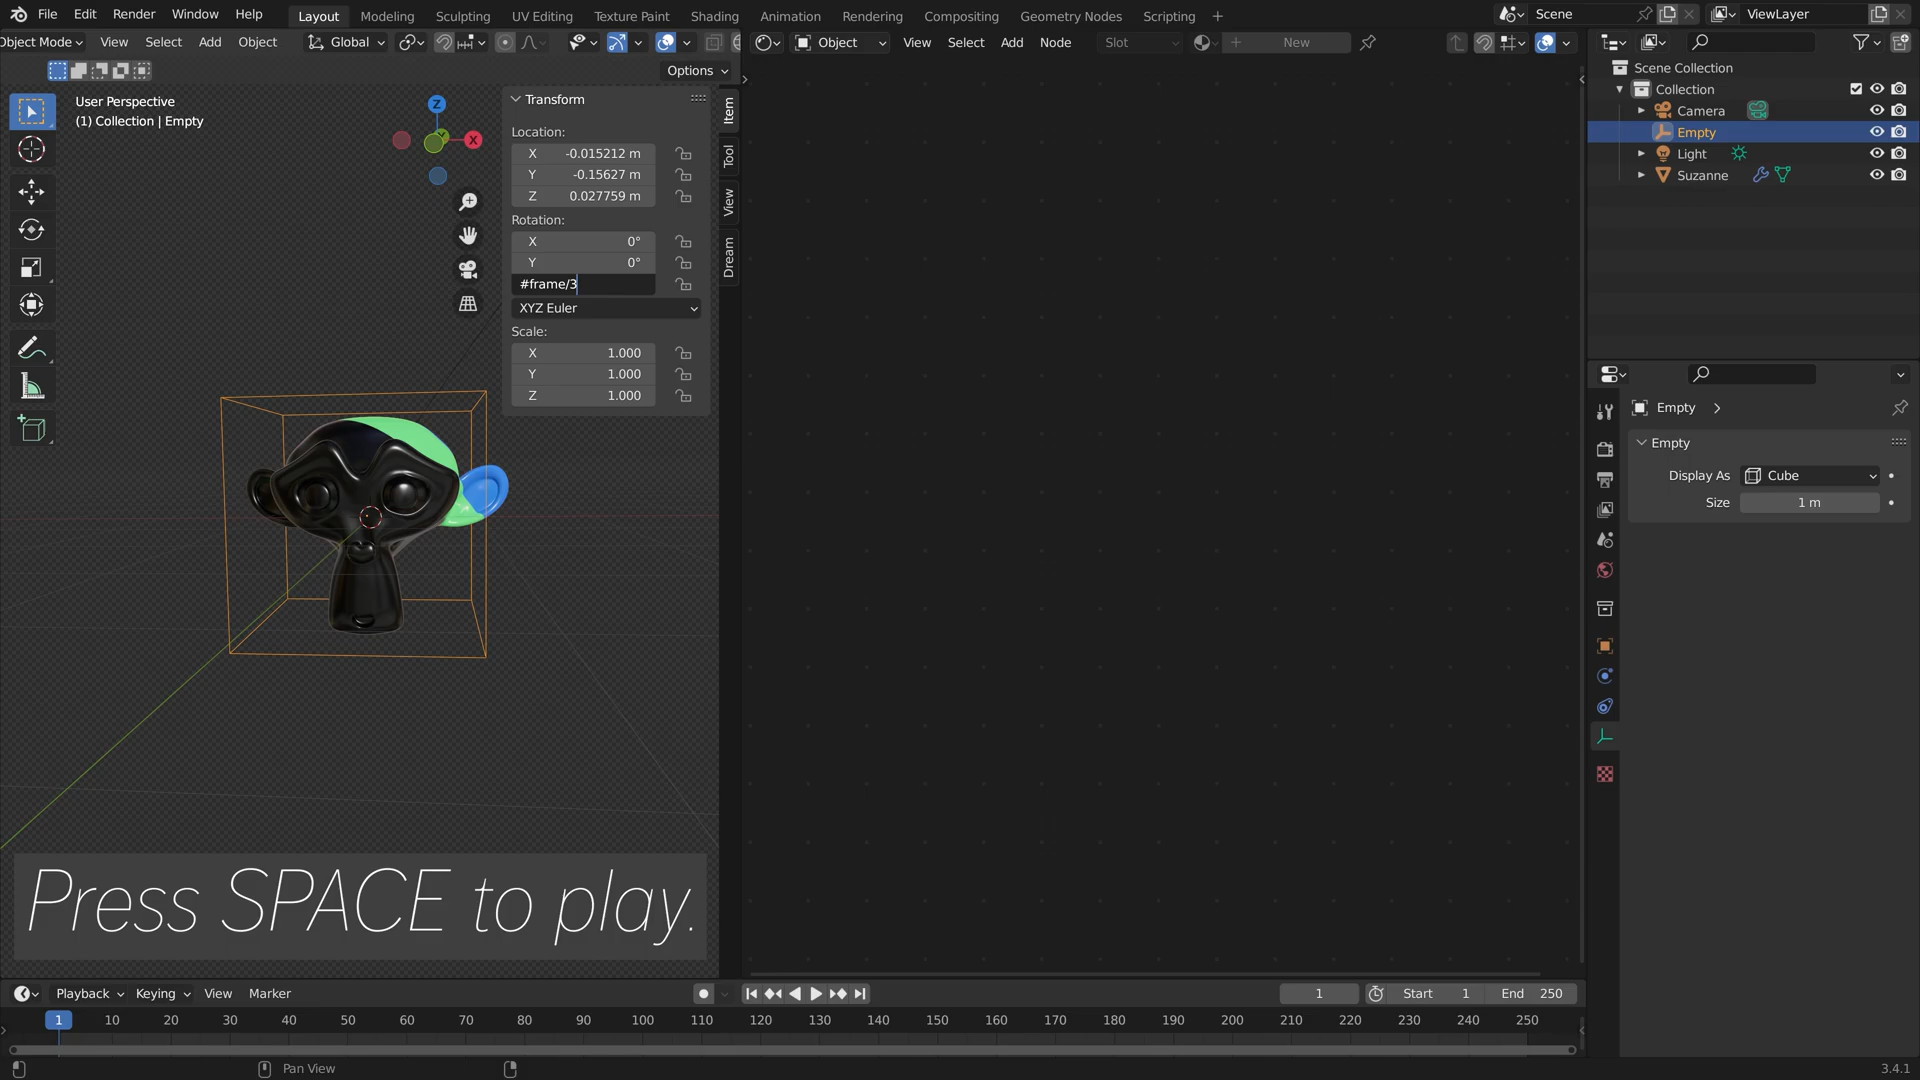 File Edit Render Window Help Layout Modeling Sculpting UV Editing Texture Paint Shading Animation Rendering Compositing Geometry Nodes Scripting + Scene ViewLayer
Object Mode View Select Add Object Global Object View Select Add Node Slot New
Options
User Perspective
(1) Collection | Empty
Z
Y
X
Transform
Location:
X -0.015212 m
Y -0.15627 m
Z 0.027759 m
Rotation:
X 0°
Y 0°
#frame/3
XYZ Euler
Scale:
X 1.000
Y 1.000
Z 1.000
Item
Tool
View
Dream
Scene Collection
Collection
Camera
Empty
Light
Suzanne
Empty
Empty
Display As Cube
Size 1 m
Press SPACE to play.
Playback Keying View Marker 1 Start 1 End 250
1 10 20 30 40 50 60 70 80 90 100 110 120 130 140 150 160 170 180 190 200 210 220 230 240 250
Pan View 3.4.1